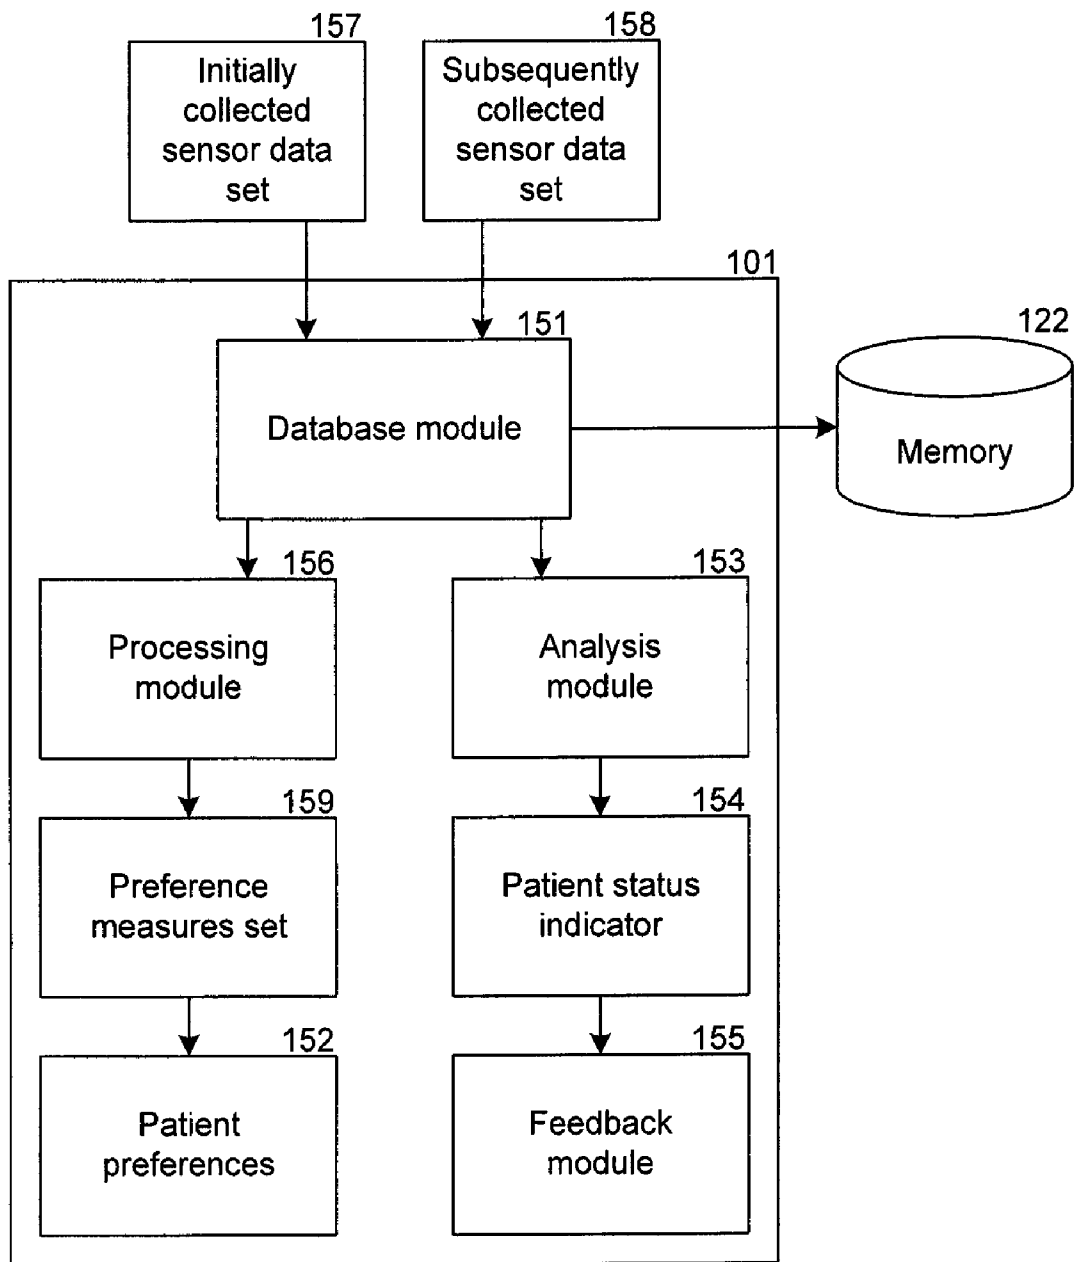 157
Initially
collected
sensor data
set
158
Subsequently
collected
sensor data
set
101
151
Database module
122
Memory
156
Processing
module
153
Analysis
module
159
Preference
measures set
154
Patient status
indicator
152
Patient
preferences
155
Feedback
module